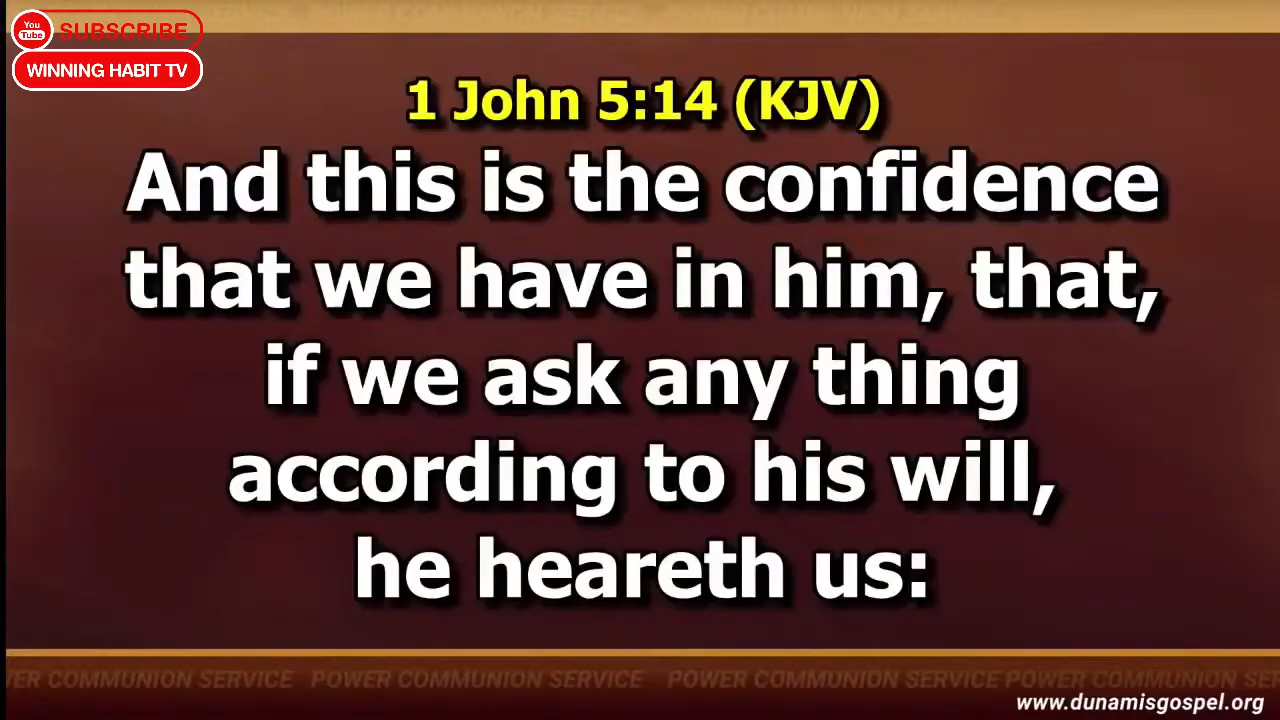 You
Tube
SUBSCRIBE
WINNING HABIT TV
1 John 5:14 (KJV)
And this is the confidence
that we have in him, that,
if we ask any thing
according to his will,
he heareth us:
ER COMMUNION SERVICE POWER COMMUNION SERVICE POWER COMMUNION SERVICE POWER COMMUNION SER
www.dunamisgospel.org